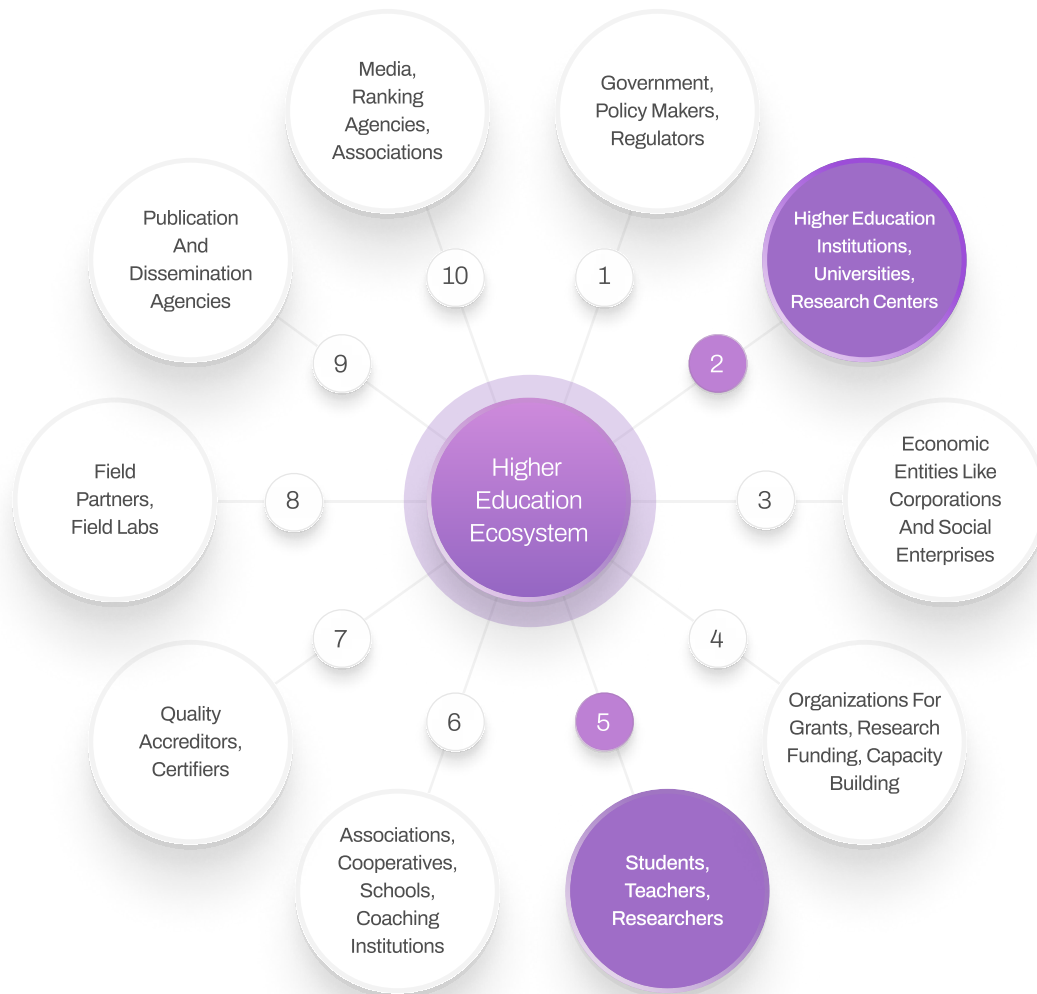 Higher
Education
Ecosystem
1
Government,
Policy Makers,
Regulators
2
Higher Education
Institutions,
Universities,
Research Centers
3
Economic
Entities Like
Corporations
And Social
Enterprises
4
Organizations For
Grants, Research
Funding, Capacity
Building
5
Students,
Teachers,
Researchers
6
Associations,
Cooperatives,
Schools,
Coaching
Institutions
7
Quality
Accreditors,
Certifiers
8
Field
Partners,
Field Labs
9
Publication
And
Dissemination
Agencies
10
Media,
Ranking
Agencies,
Associations